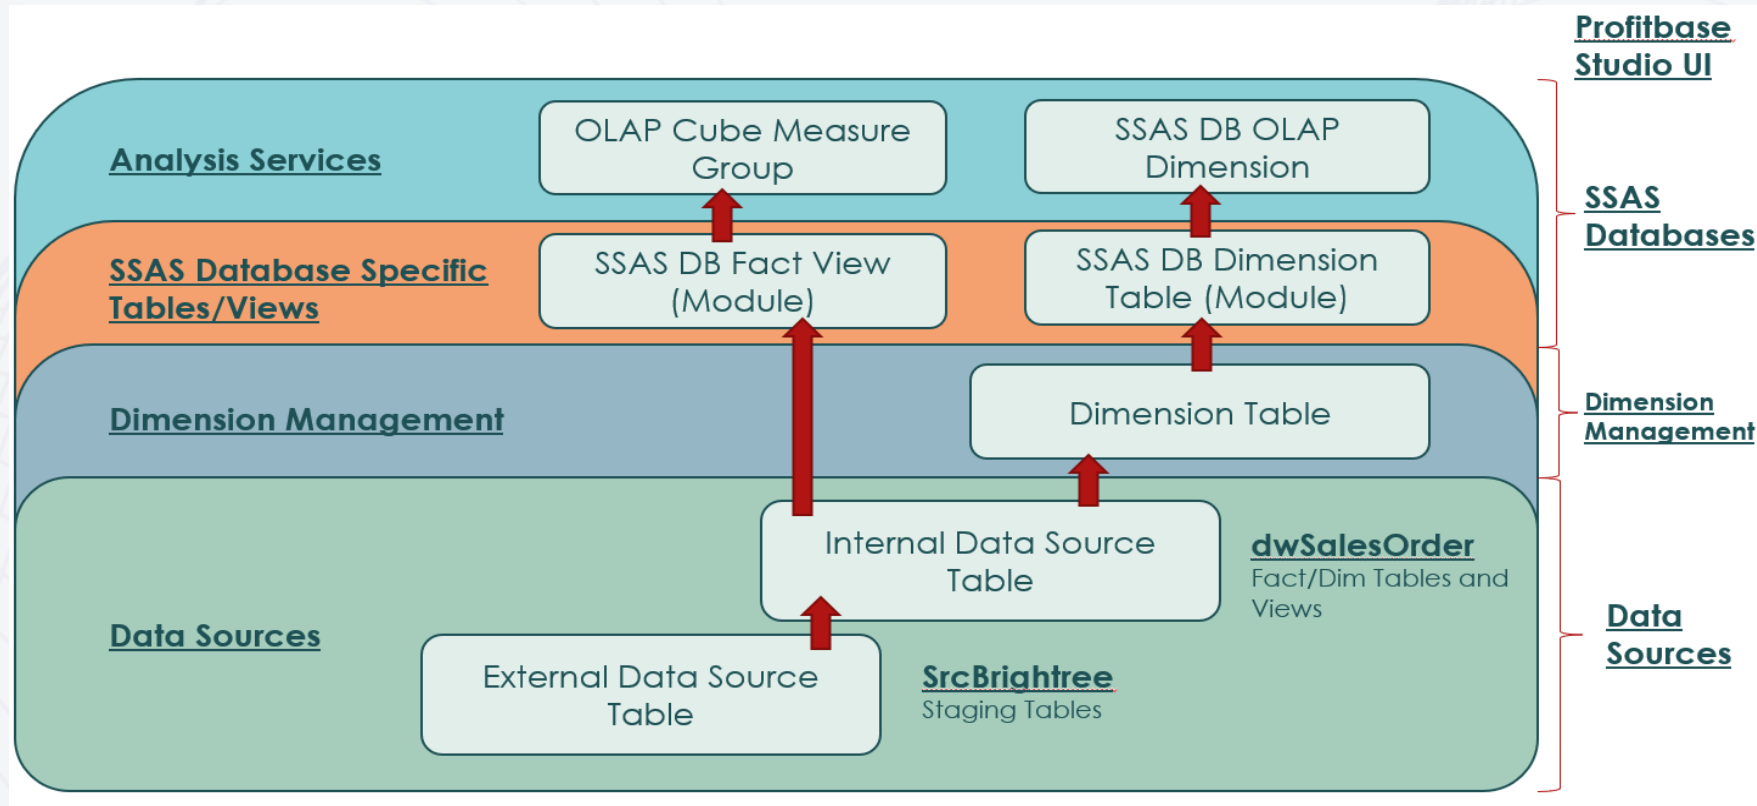 Profitbase
Studio UI
Analysis Services
OLAP Cube Measure
Group
SSAS DB OLAP
Dimension
SSAS
Databases
SSAS Database Specific
Tables/Views
SSAS DB Fact View
(Module)
SSAS DB Dimension
Table (Module)
Dimension Management
Dimension Table
Dimension
Management
Internal Data Source
Table
dwSalesOrder
Fact/Dim Tables and
Views
Data Sources
External Data Source
Table
SrcBrightree
Staging Tables
Data
Sources